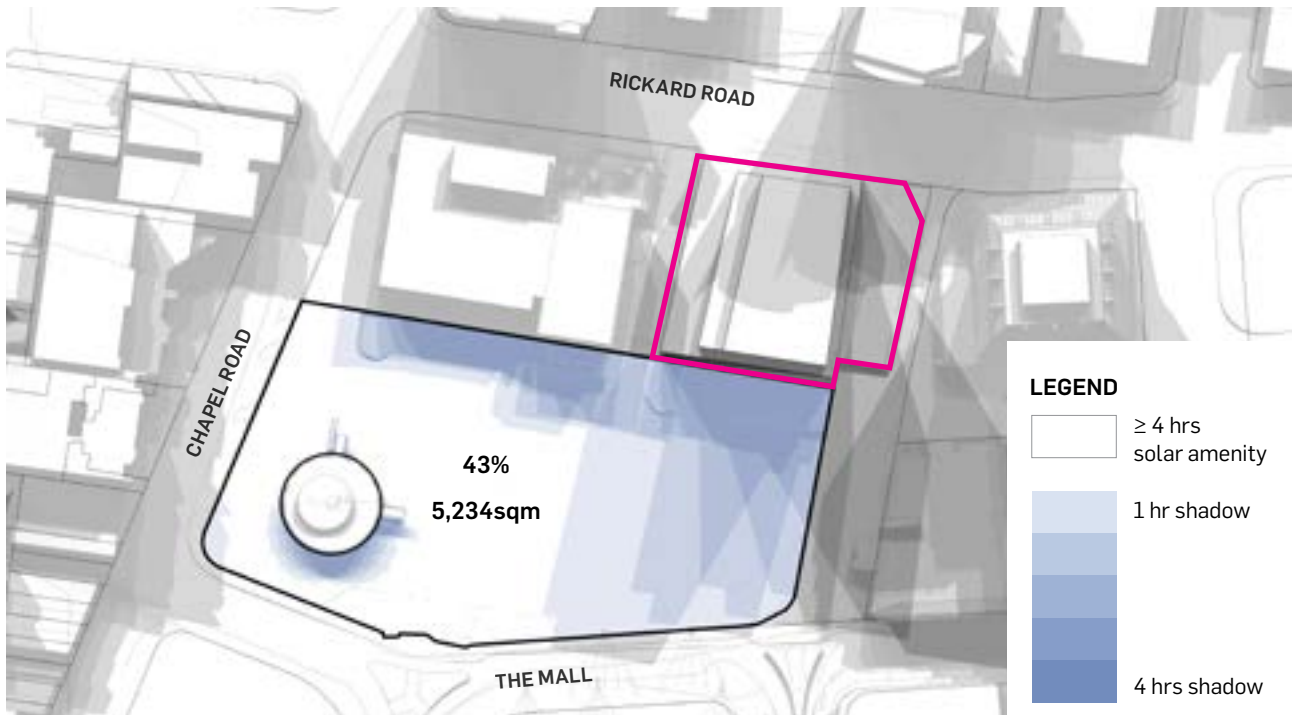 RICKARD ROAD
CHAPEL ROAD
43%
5,234sqm
THE MALL
LEGEND
≥ 4 hrs
solar amenity
1 hr shadow
4 hrs shadow